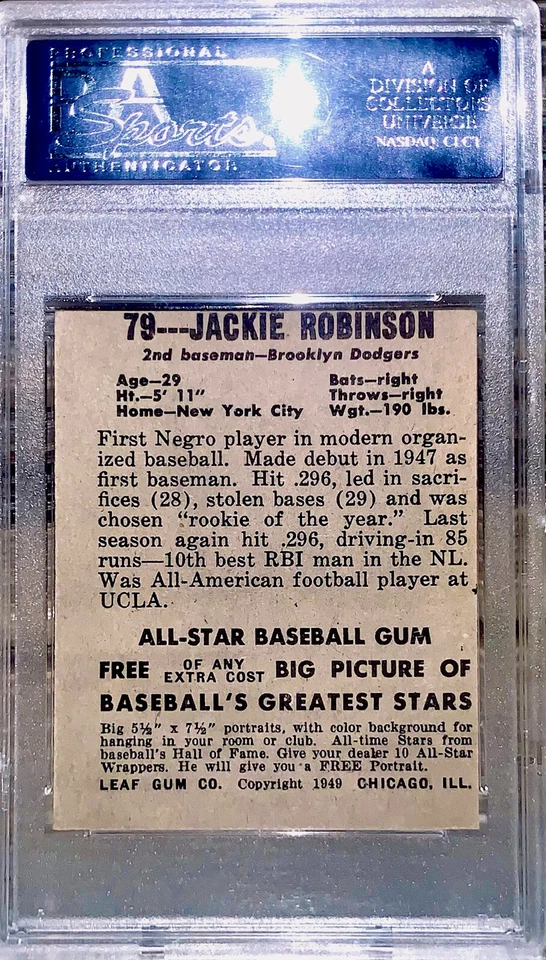 PROFESSIONAL
Sports
AUTHENTICATOR
A
DIVISION OF
COLLECTORS
UNIVERSE
NASDAQ: CLCT
79---JACKIE ROBINSON
2nd baseman—Brooklyn Dodgers
Age—29 Bats—right
Ht.—5' 11" Throws—right
Home—New York City Wgt.—190 lbs.
First Negro player in modern organ-
ized baseball. Made debut in 1947 as
first baseman. Hit .296, led in sacri-
fices (28), stolen bases (29) and was
chosen "rookie of the year." Last
season again hit .296, driving-in 85
runs—10th best RBI man in the NL.
Was All-American football player at
UCLA.
ALL-STAR BASEBALL GUM
FREE OF ANY EXTRA COST BIG PICTURE OF
BASEBALL'S GREATEST STARS
Big 5½" x 7½" portraits, with color background for
hanging in your room or club. All-time Stars from
baseball's Hall of Fame. Give your dealer 10 All-Star
Wrappers. He will give you a FREE Portrait.
LEAF GUM CO. Copyright 1949 CHICAGO, ILL.